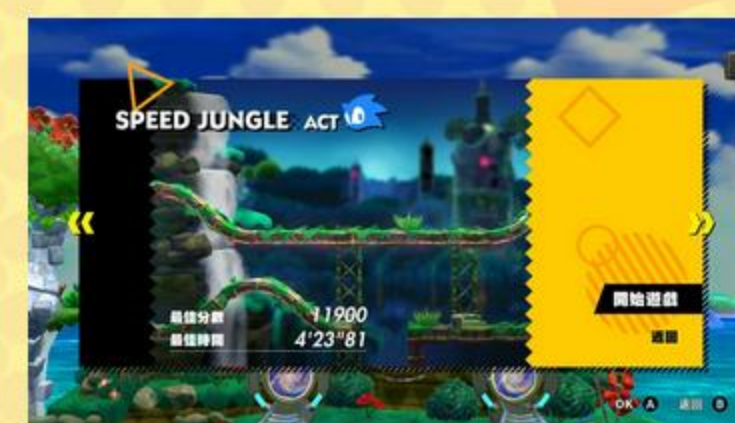 SPEED JUNGLE ACT
最佳分數 11900
最佳時間 4'23"81
開始遊戲
返回
OK A 返回 B